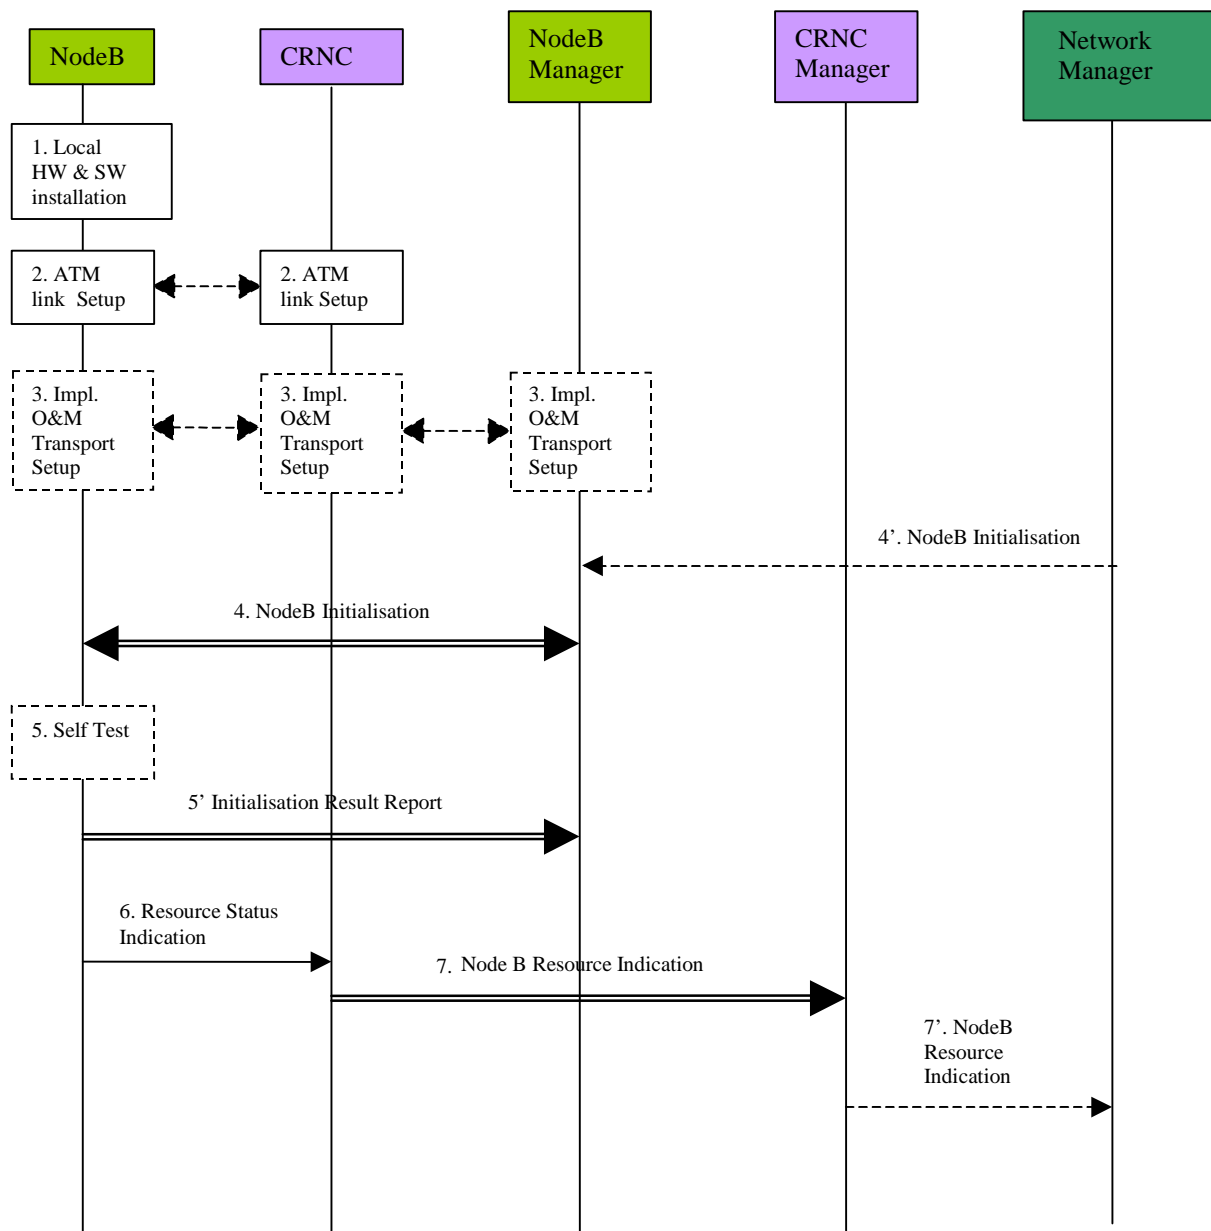 NodeB
CRNC
NodeB
Manager
CRNC
Manager
Network
Manager
1. Local
HW & SW
installation
2. ATM
link Setup
2. ATM
link Setup
3. Impl.
O&M
Transport
Setup
3. Impl.
O&M
Transport
Setup
3. Impl.
O&M
Transport
Setup
4’. NodeB Initialisation
4. NodeB Initialisation
5. Self Test
5’ Initialisation Result Report
6. Resource Status
Indication
7. Node B Resource Indication
7’. NodeB
Resource
Indication